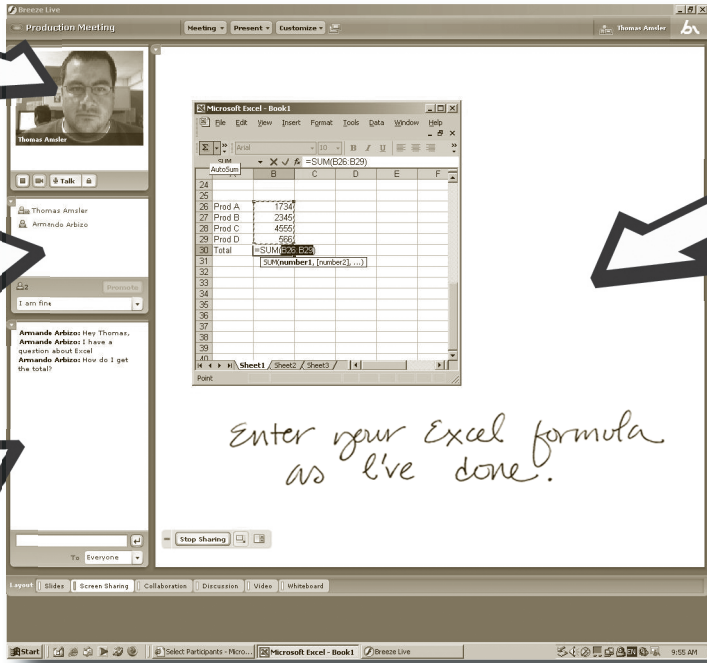 Breeze Live
Production Meeting
Meeting
Present
Customize
Thomas Amsler
Thomas Amsler
Talk
Thomas Amsler
Armando Arbizo
2
Promote
I am fine
Armando Arbizo: Hey Thomas,
Armando Arbizo: I have a
question about Excel
Armando Arbizo: How do I get
the total?
To: Everyone
Microsoft Excel - Book1
File Edit View Insert Format Tools Data Window Help
Arial 10 B I U
SUM =SUM(B26:B29)
AutoSum
A B C D E F
24
25
26 Prod A 1734
27 Prod B 2345
28 Prod C 4555
29 Prod D 566
30 Total =SUM(B26:B29)
31 SUM(number1, [number2], ...)
32
33
34
35
36
37
38
39
40
Sheet1 Sheet2 Sheet3
Point
Enter your Excel formula
as I've done.
Stop Sharing
Layout Slides Screen Sharing Collaboration Discussion Video Whiteboard
Start Select Participants - Micro... Microsoft Excel - Book1 Breeze Live EN 9:55 AM